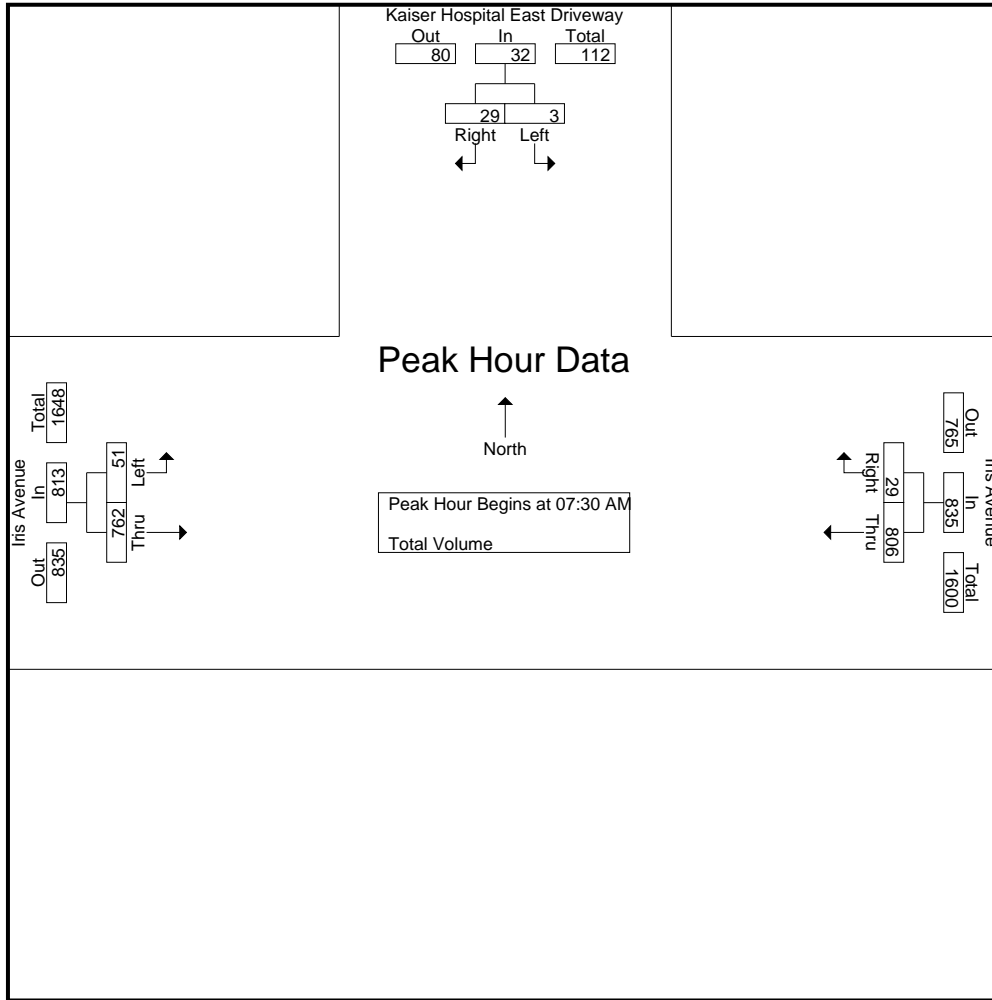 Kaiser Hospital East Driveway
Out In Total
80 32 112
29 3
Right Left
Peak Hour Data
North
Peak Hour Begins at 07:30 AM
Total Volume
Iris Avenue
Out In Total
835 813 1648
51 762
Left Thru
Iris Avenue
Out In Total
765 835 1600
29 806
Right Thru